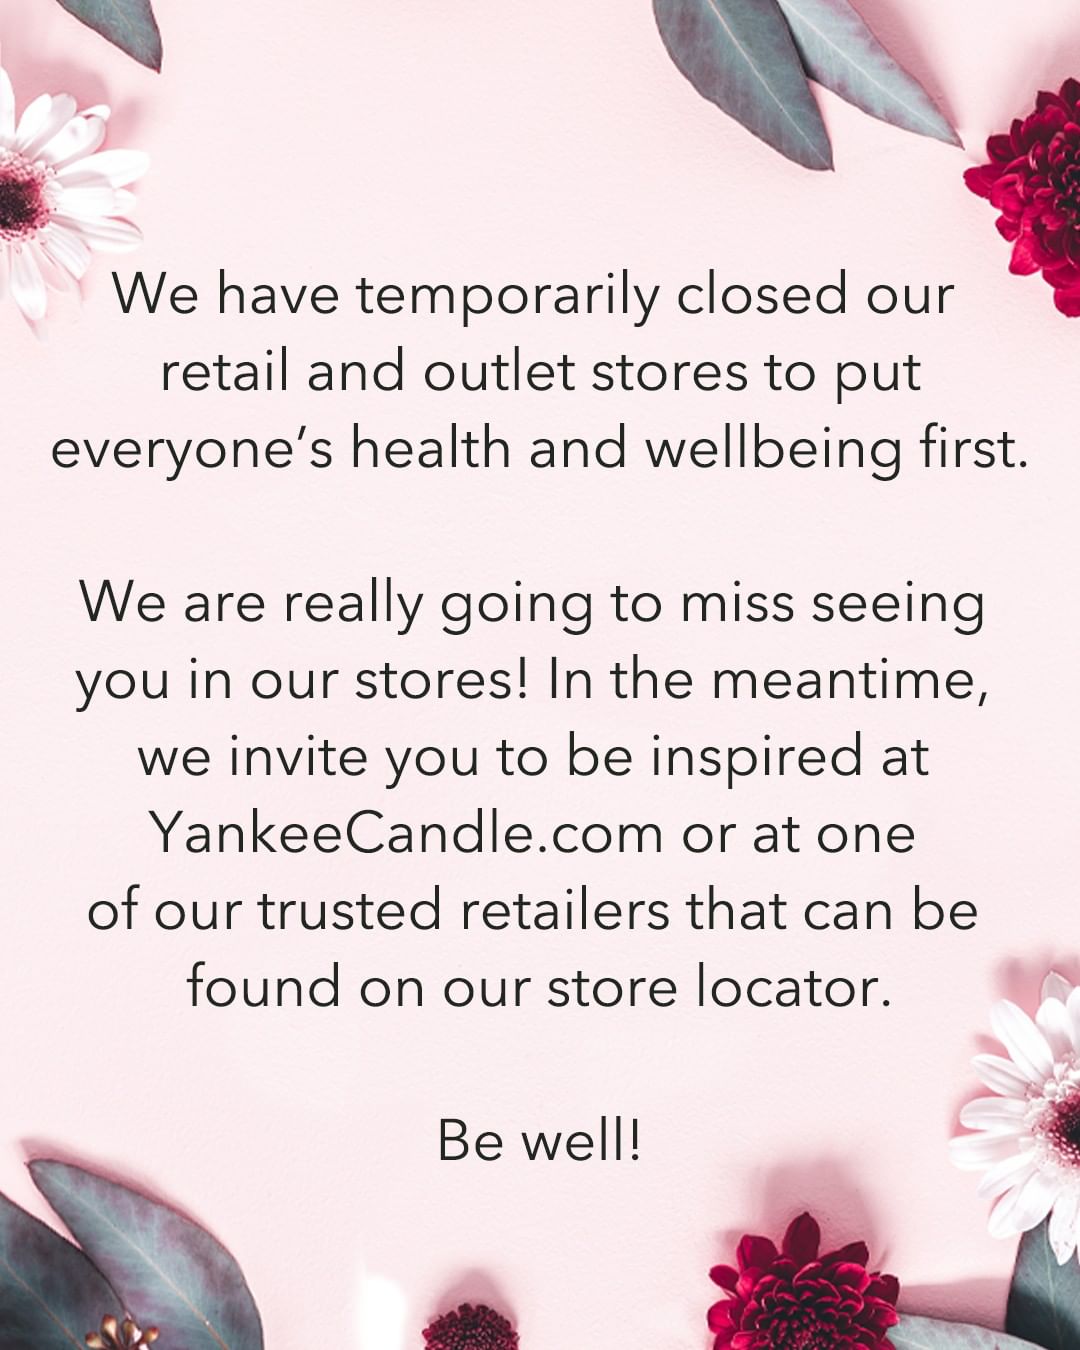 We have temporarily closed our
retail and outlet stores to put
everyone’s health and wellbeing first.
We are really going to miss seeing
you in our stores! In the meantime,
we invite you to be inspired at
YankeeCandle.com or at one
of our trusted retailers that can be
found on our store locator.
Be well!